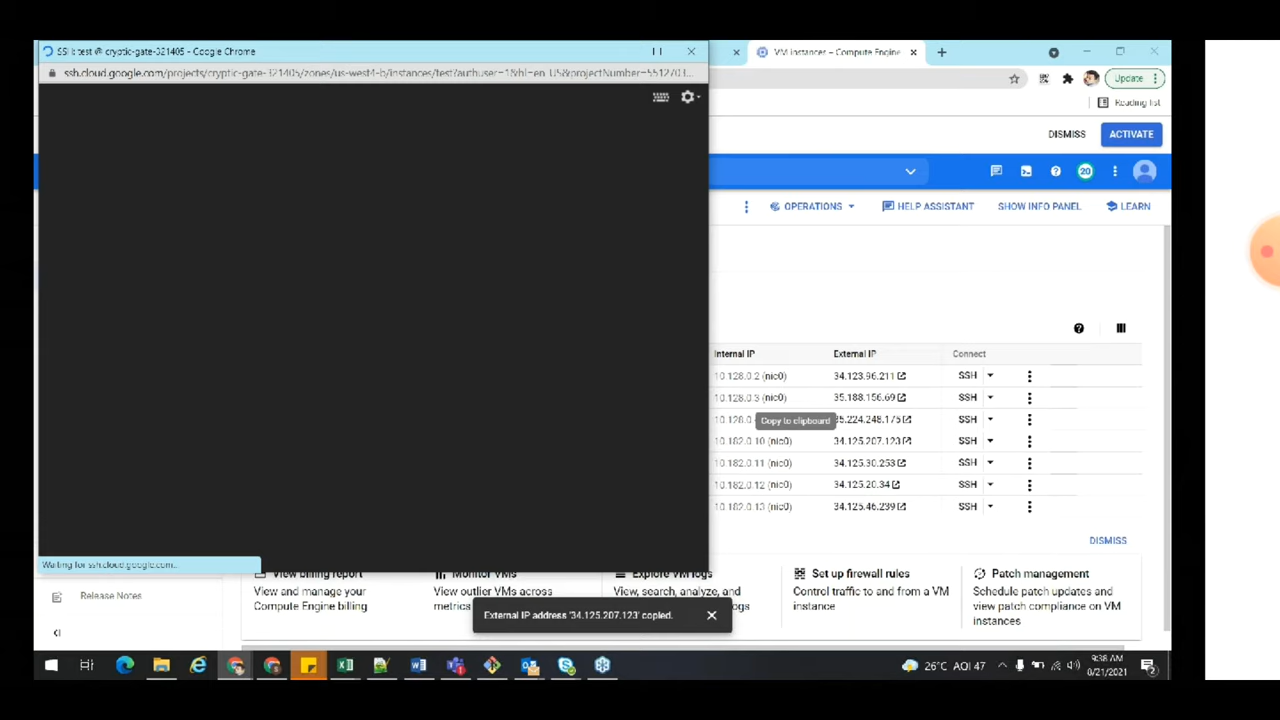 SSH: test @ cryptic-gate-321405 - Google Chrome
VM instances – Compute Engine
ssh.cloud.google.com/projects/cryptic-gate-321405/zones/us-west4-b/instances/test?authuser=1&hl=en_US&projectNumber=5512703...
Update
Reading list
DISMISS
ACTIVATE
20
OPERATIONS
HELP ASSISTANT
SHOW INFO PANEL
LEARN
Internal IP External IP Connect
10.128.0.2 (nic0) 34.123.96.211 SSH
10.128.0.3 (nic0) 35.188.156.69 SSH
10.128.0. 35.224.248.175 SSH
Copy to clipboard
10.182.0.10 (nic0) 34.125.207.123 SSH
10.182.0.11 (nic0) 34.125.30.253 SSH
10.182.0.12 (nic0) 34.125.20.34 SSH
10.182.0.13 (nic0) 34.125.46.239 SSH
DISMISS
Waiting for ssh.cloud.google.com...
View billing report
View and manage your
Compute Engine billing
Monitor VMs
View outlier VMs across
metrics
Explore VM logs
View, search, analyze, and
logs
Set up firewall rules
Control traffic to and from a VM
instance
Patch management
Schedule patch updates and
view patch compliance on VM
instances
Release Notes
External IP address '34.125.207.123' copied.
26°C AQI 47
9:38 AM
8/21/2021
2